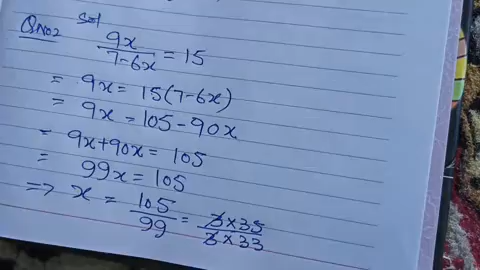 Q no2 Sol
9x/7-6x = 15
= 9x = 15(7-6x)
= 9x = 105-90x
= 9x+90x = 105
= 99x = 105
=> x = 105/99 = 3×35/3×33